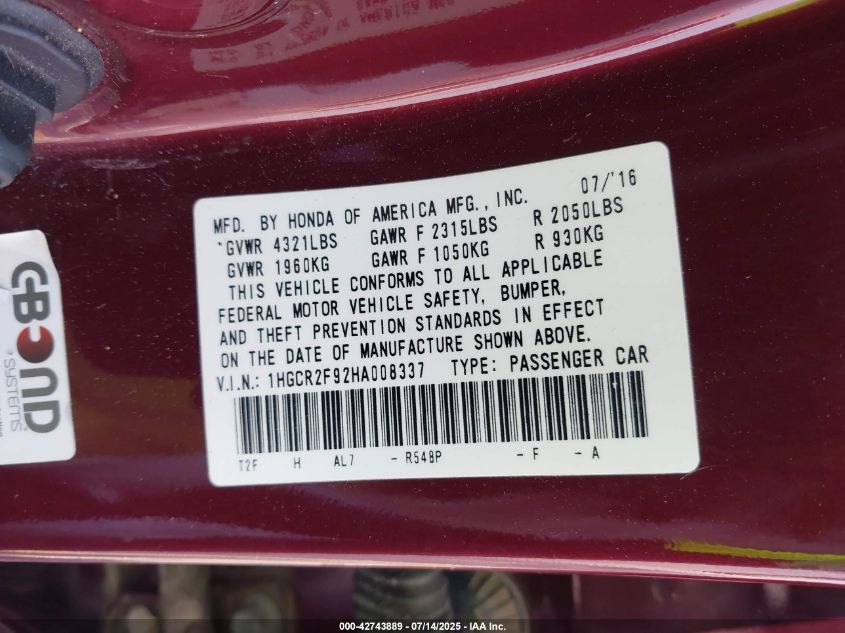 MFD. BY HONDA OF AMERICA MFG., INC. 07/'16
*GVWR 4321LBS GAWR F 2315LBS R 2050LBS
GVWR 1960KG GAWR F 1050KG R 930KG
THIS VEHICLE CONFORMS TO ALL APPLICABLE
FEDERAL MOTOR VEHICLE SAFETY, BUMPER,
AND THEFT PREVENTION STANDARDS IN EFFECT
ON THE DATE OF MANUFACTURE SHOWN ABOVE.
V.I.N.: 1HGCR2F92HA008337 TYPE: PASSENGER CAR
T2F H AL7 - R548P - F - A
SYSTEMS
000-42743889 / 07/14/2025 - IAA Inc.